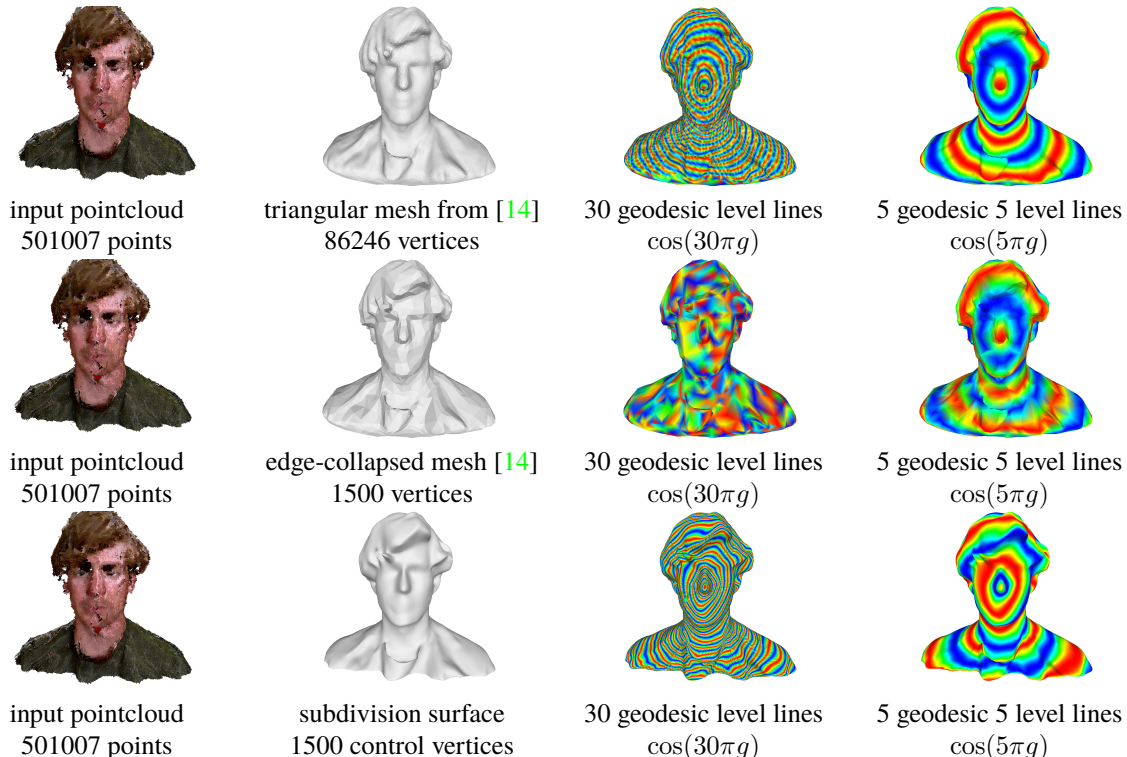 input pointcloud
501007 points
triangular mesh from [14]
86246 vertices
30 geodesic level lines
cos(30πg)
5 geodesic 5 level lines
cos(5πg)
input pointcloud
501007 points
edge-collapsed mesh [14]
1500 vertices
30 geodesic level lines
cos(30πg)
5 geodesic 5 level lines
cos(5πg)
input pointcloud
501007 points
subdivision surface
1500 control vertices
30 geodesic level lines
cos(30πg)
5 geodesic 5 level lines
cos(5πg)